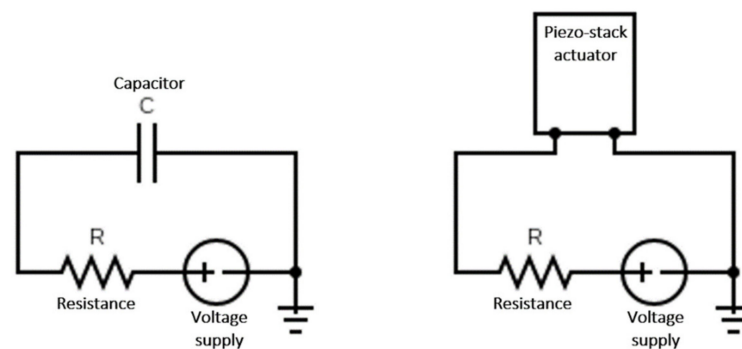 Capacitor
C
R
Resistance
Voltage
supply
Piezo-stack
actuator
R
Resistance
Voltage
supply